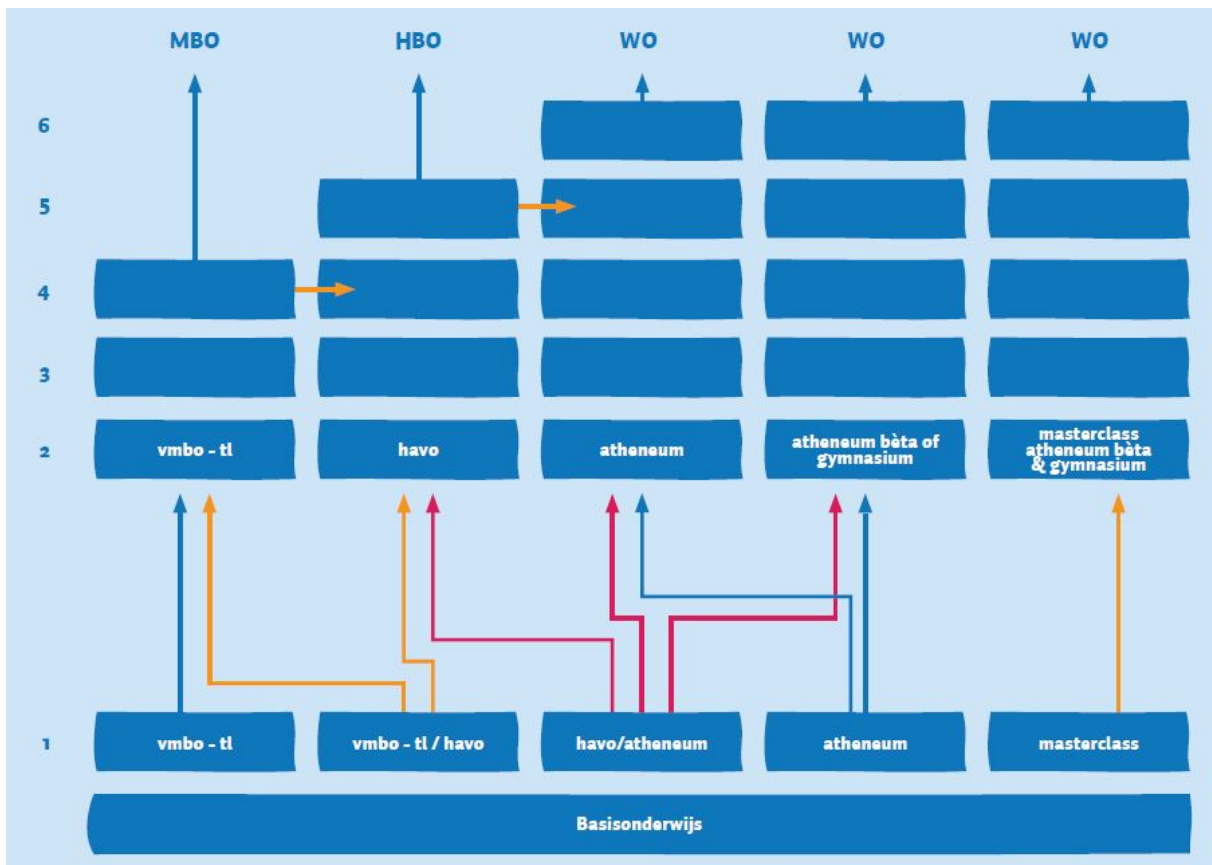 MBO HBO WO WO WO
6
5
4
3
2 vmbo - tl havo atheneum atheneum bèta of
gymnasium masterclass
atheneum bèta
& gymnasium
1 vmbo - tl vmbo - tl / havo havo/atheneum atheneum masterclass
Basisonderwijs